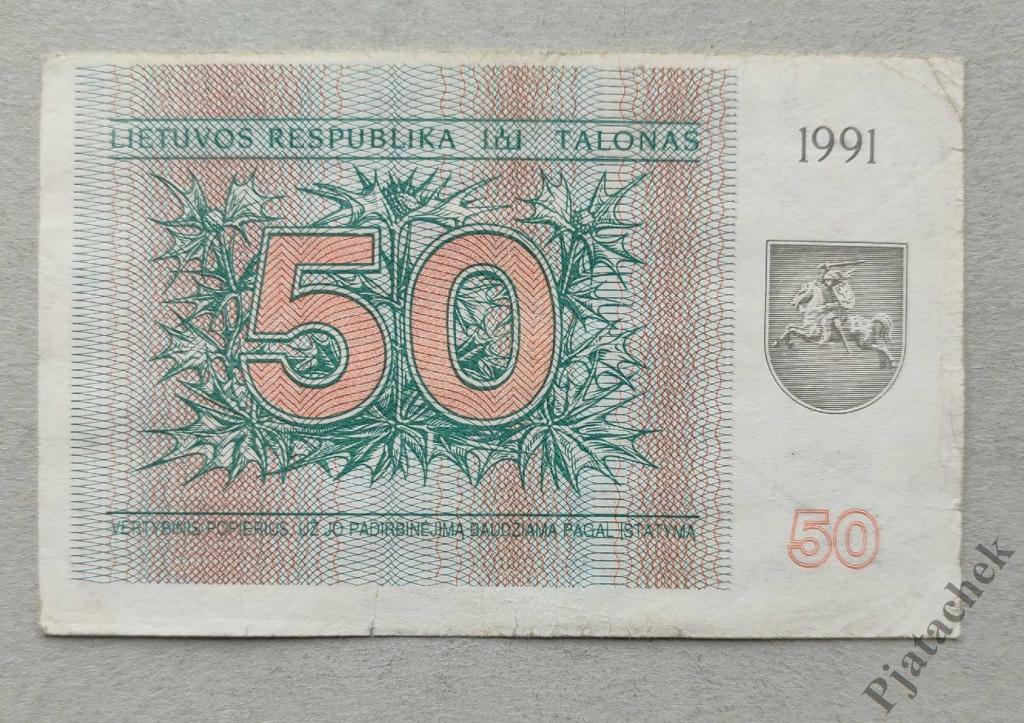 LIETUVOS RESPUBLIKA TALONAS
1991
50
VERTYBINIS POPIERIUS. UŽ JO PADIRBINĖJIMĄ BAUDŽIAMA PAGAL ĮSTATYMĄ
50
Pjatachek